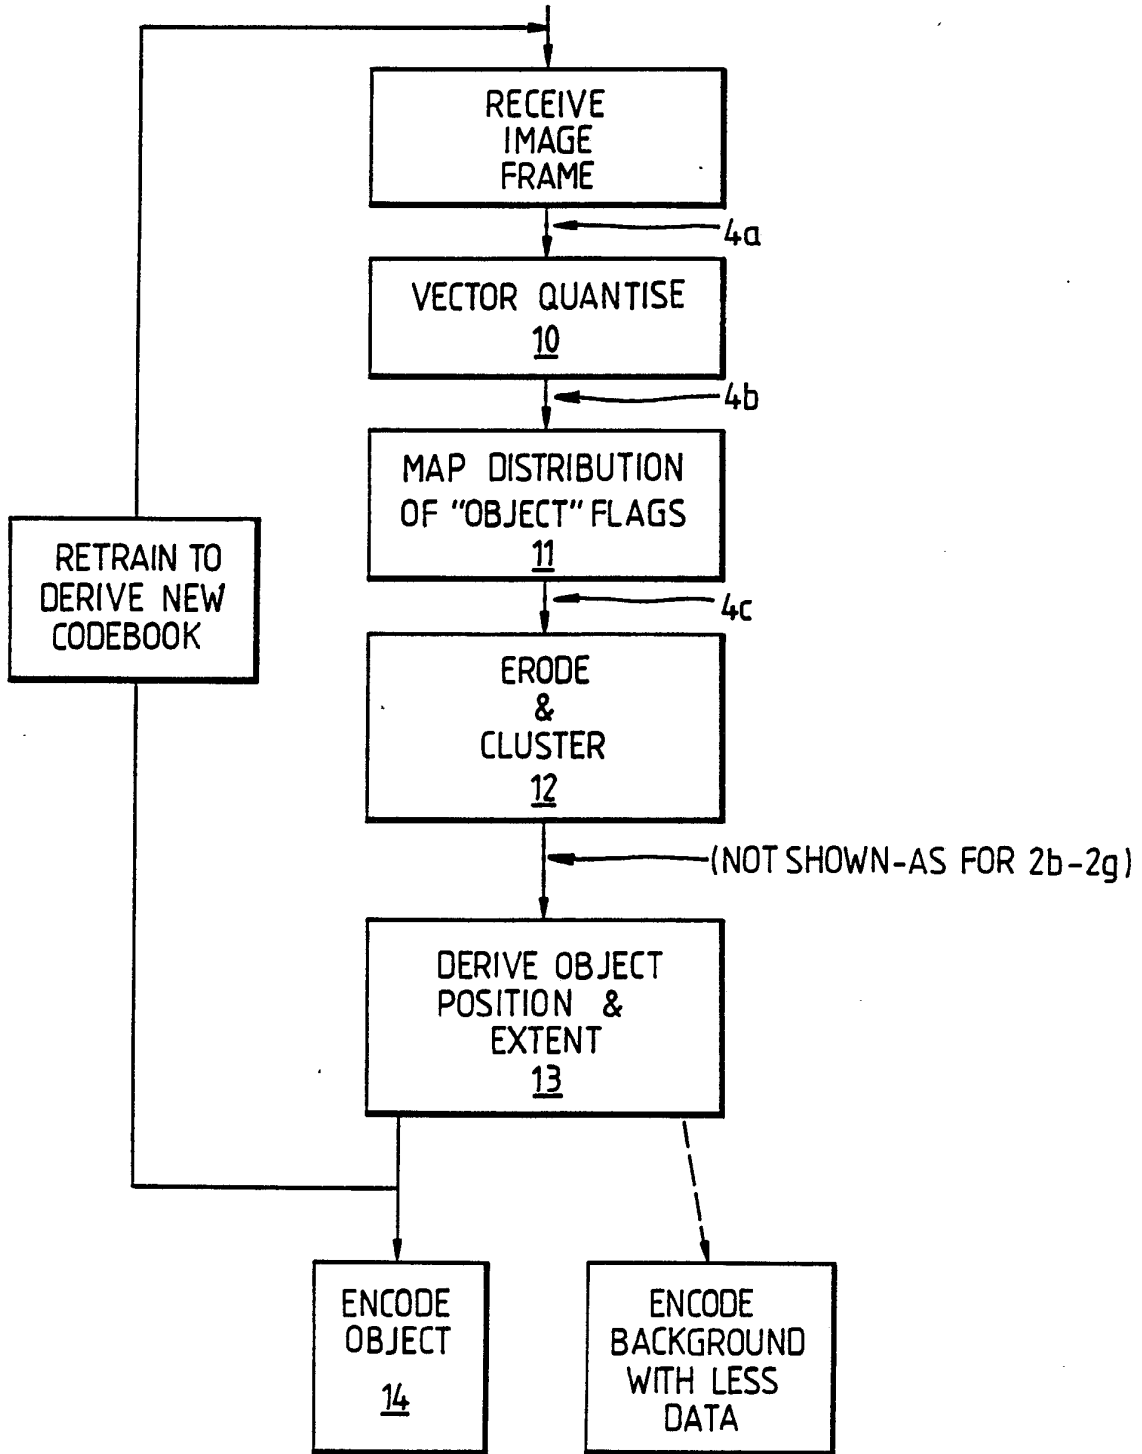 RECEIVE
IMAGE
FRAME
4a
VECTOR QUANTISE
10
4b
MAP DISTRIBUTION
OF "OBJECT" FLAGS
11
4c
RETRAIN TO
DERIVE NEW
CODEBOOK
ERODE
&
CLUSTER
12
(NOT SHOWN-AS FOR 2b-2g)
DERIVE OBJECT
POSITION &
EXTENT
13
ENCODE
OBJECT
14
ENCODE
BACKGROUND
WITH LESS
DATA